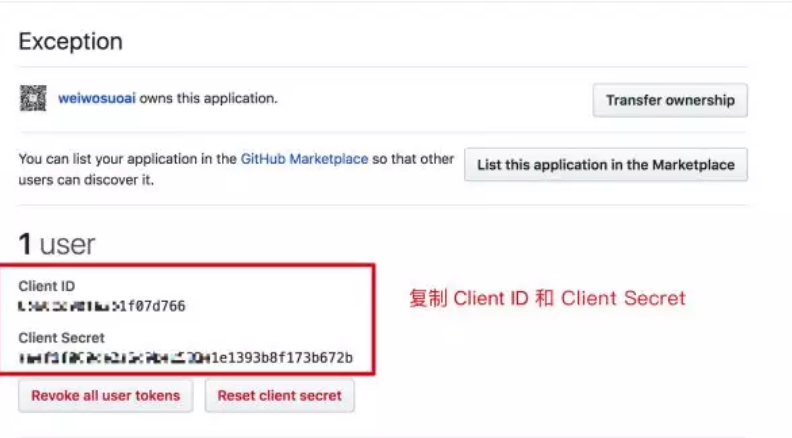 Exception
weiwosuoai owns this application.
Transfer ownership
You can list your application in the GitHub Marketplace so that other
users can discover it.
List this application in the Marketplace
1 user
Client ID
1f07d766
复制 Client ID 和 Client Secret
Client Secret
1e1393b8f173b672b
Revoke all user tokens
Reset client secret